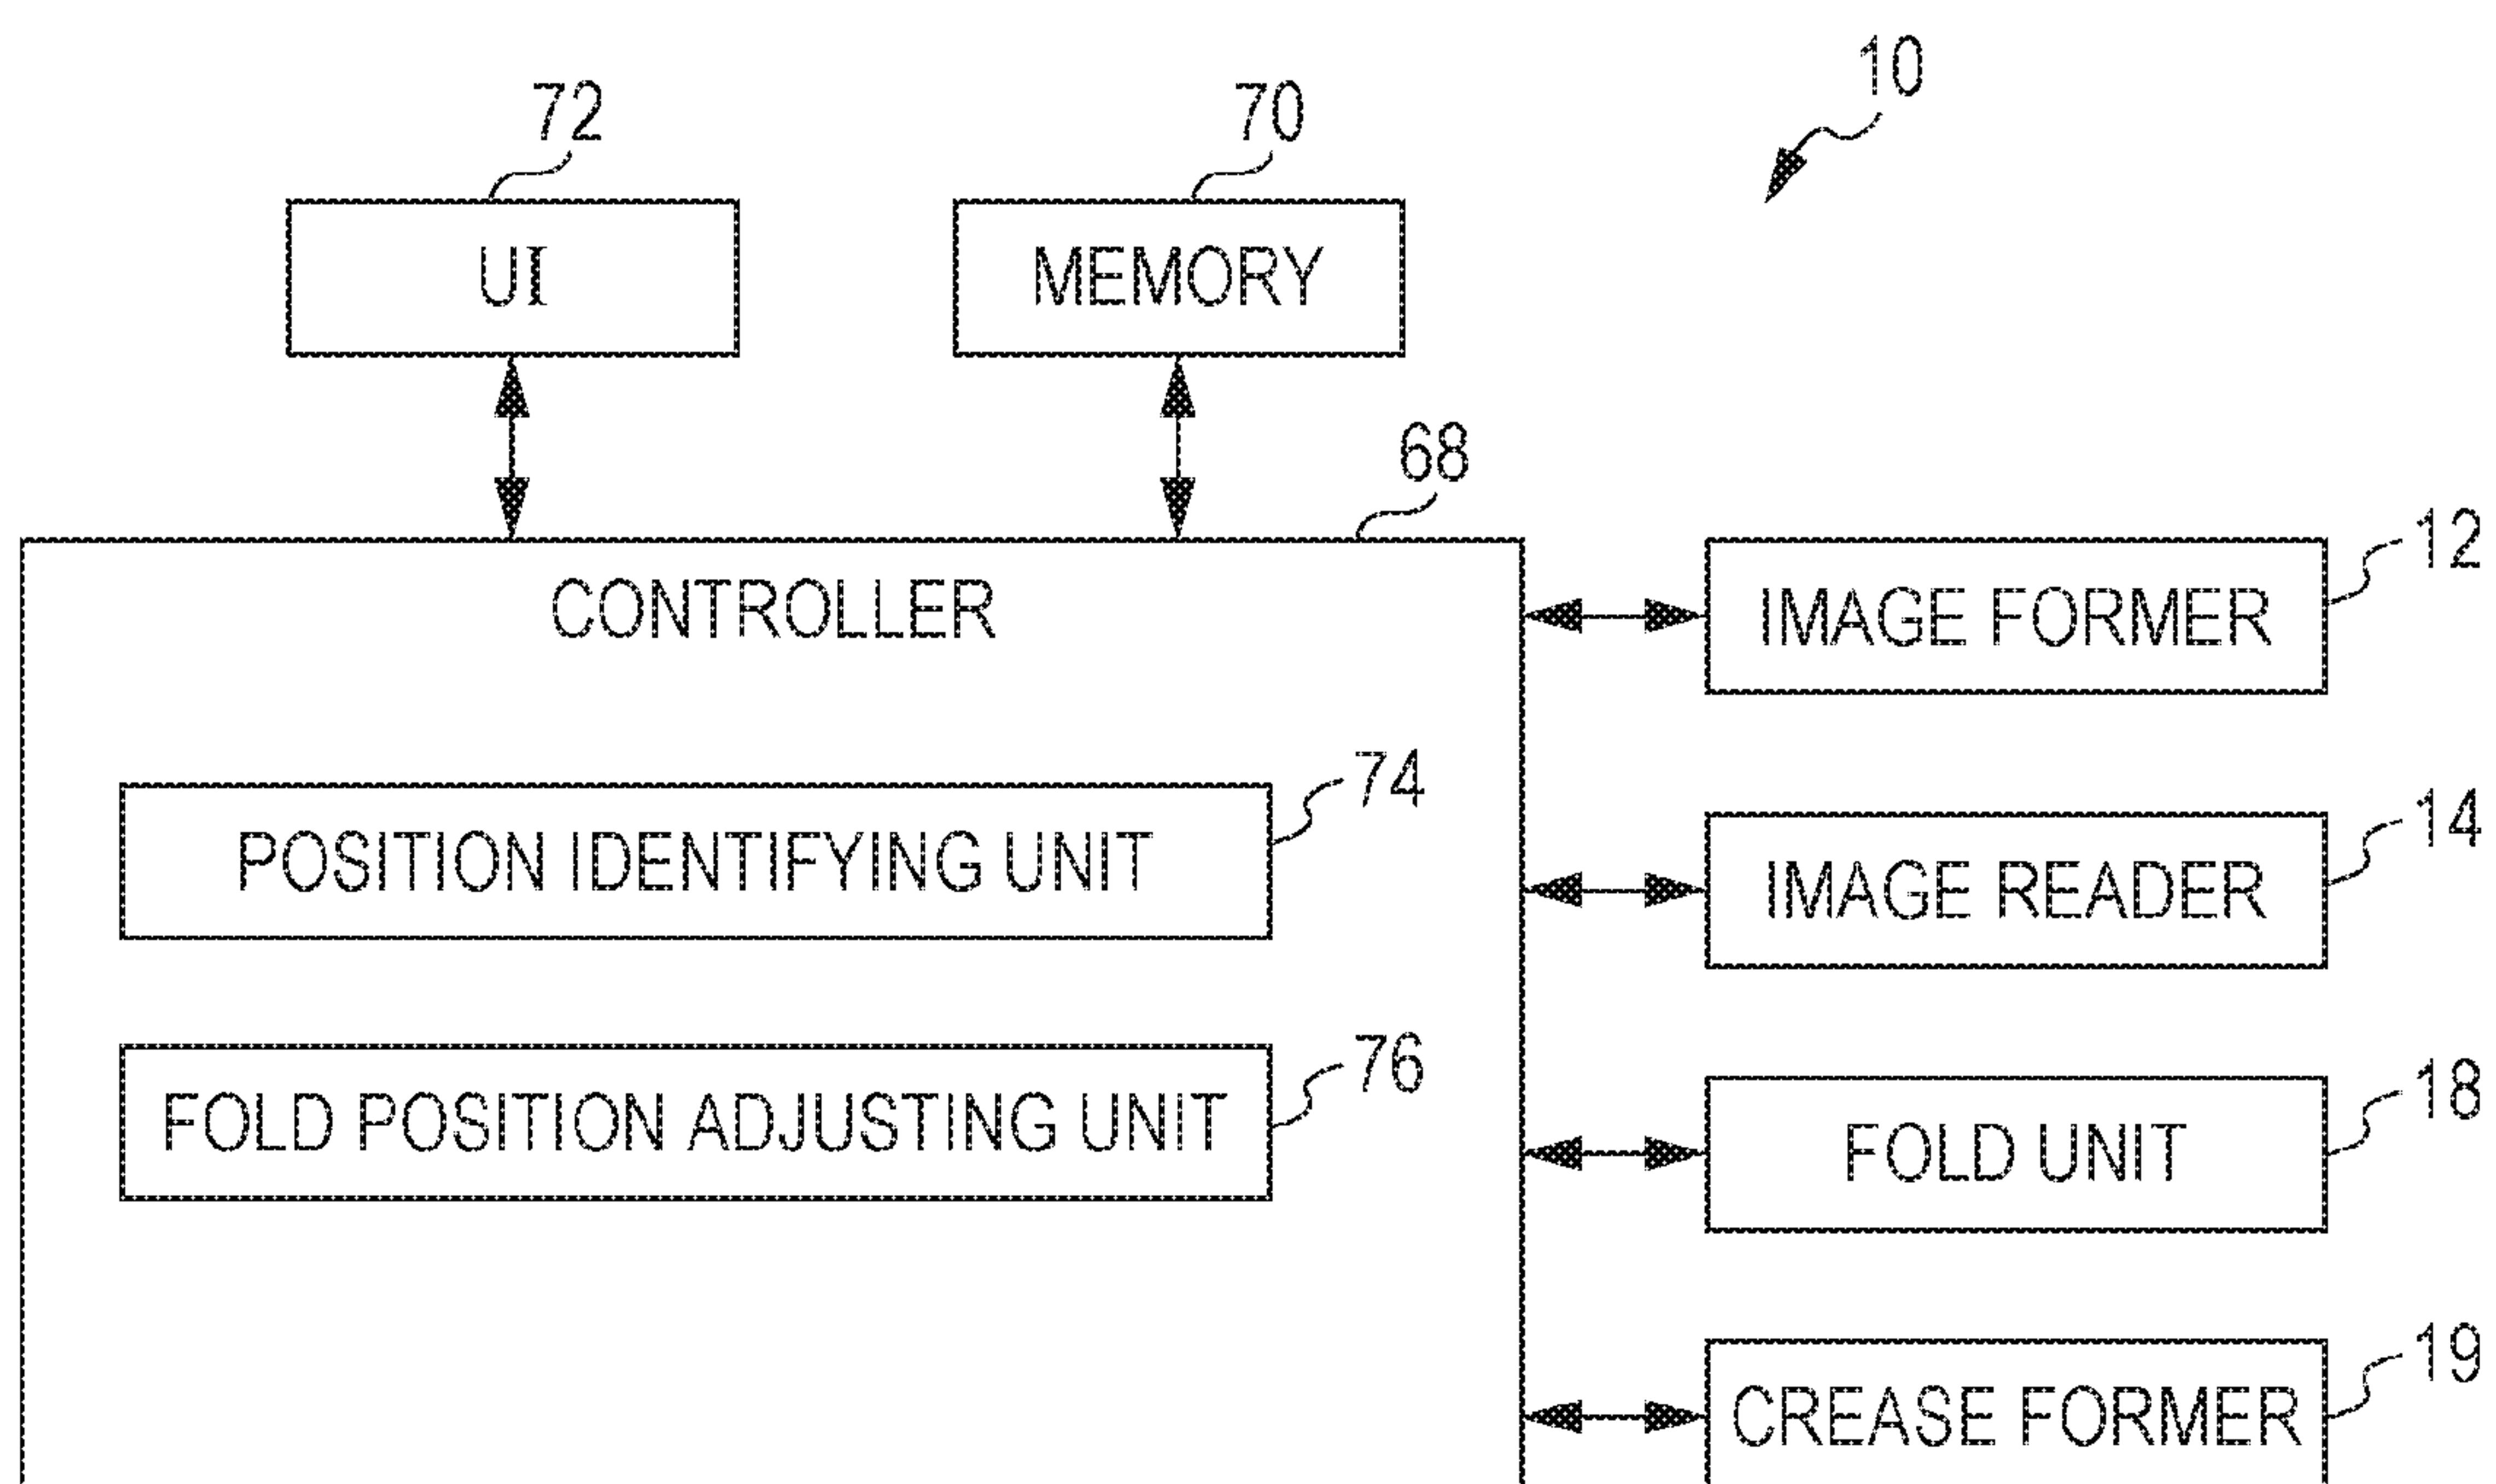 10
72
70
UI
MEMORY
68
12
CONTROLLER
IMAGE FORMER
74
14
POSITION IDENTIFYING UNIT
IMAGE READER
76
18
FOLD POSITION ADJUSTING UNIT
FOLD UNIT
19
CREASE FORMER